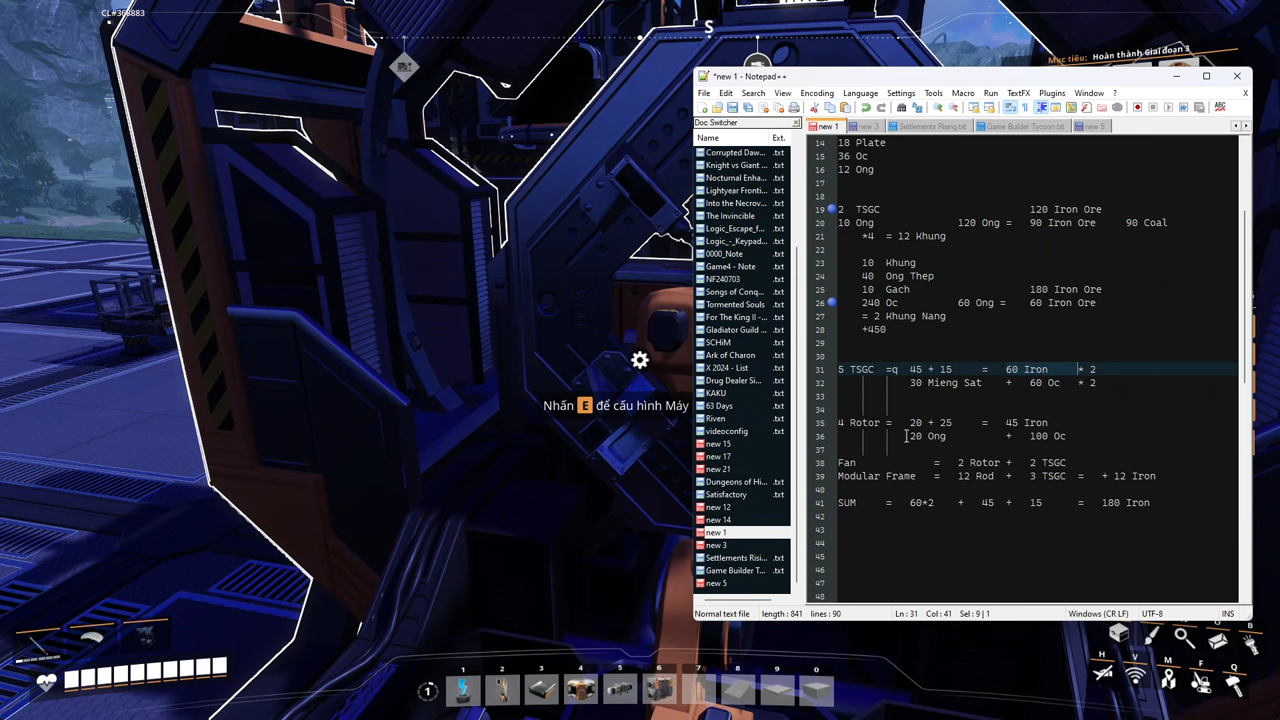 CL#368883
S
Mục tiêu: Hoàn thành Giai đoạn 3
Nhấn E để cấu hình Máy
*new 1 - Notepad++
File Edit Search View Encoding Language Settings Tools Macro Run TextFX Plugins Window ?
X
Doc Switcher
new 1
new 3
Settlements Rising.txt
Game Builder Tycoon.txt
new 5
Name Ext.
Corrupted Daw... .txt
Knight vs Giant ... .txt
Nocturnal Enha... .txt
Lightyear Fronti... .txt
Into the Necrov... .txt
The Invincible .txt
Logic_Escape_f... .txt
Logic_-_Keypad... .txt
0000_Note .txt
Game4 - Note .txt
NF240703 .txt
Songs of Conq... .txt
Tormented Souls .txt
For The King II -... .txt
Gladiator Guild ... .txt
SCHiM .txt
Ark of Charon .txt
X 2024 - List .txt
Drug Dealer Si... .txt
KAKU .txt
63 Days .txt
Riven .txt
videoconfig .txt
new 15
new 17
new 21
Dungeons of Hi... .txt
Satisfactory .txt
new 12
new 14
new 1
new 3
Settlements Risi... .txt
Game Builder T... .txt
new 5
14 18 Plate
15 36 Oc
16 12 Ong
17
18
19 2 TSGC 120 Iron Ore
20 10 Ong 120 Ong = 90 Iron Ore 90 Coal
21 *4 = 12 Khung
22
23 10 Khung
24 40 Ong Thep
25 10 Gach 180 Iron Ore
26 240 Oc 60 Ong = 60 Iron Ore
27 = 2 Khung Nang
28 +450
29
30
31 5 TSGC =q 45 + 15 = 60 Iron * 2
32 30 Mieng Sat + 60 Oc * 2
33
34
35 4 Rotor = 20 + 25 = 45 Iron
36 20 Ong + 100 Oc
37
38 Fan = 2 Rotor + 2 TSGC
39 Modular Frame = 12 Rod + 3 TSGC = + 12 Iron
40
41 SUM = 60*2 + 45 + 15 = 180 Iron
42
43
44
45
46
47
48
Normal text file length : 841 lines : 90 Ln : 31 Col : 41 Sel : 9 | 1 Windows (CR LF) UTF-8 INS
B
H V M F Q
1
1 2 3 4 5 6 7 8 9 0